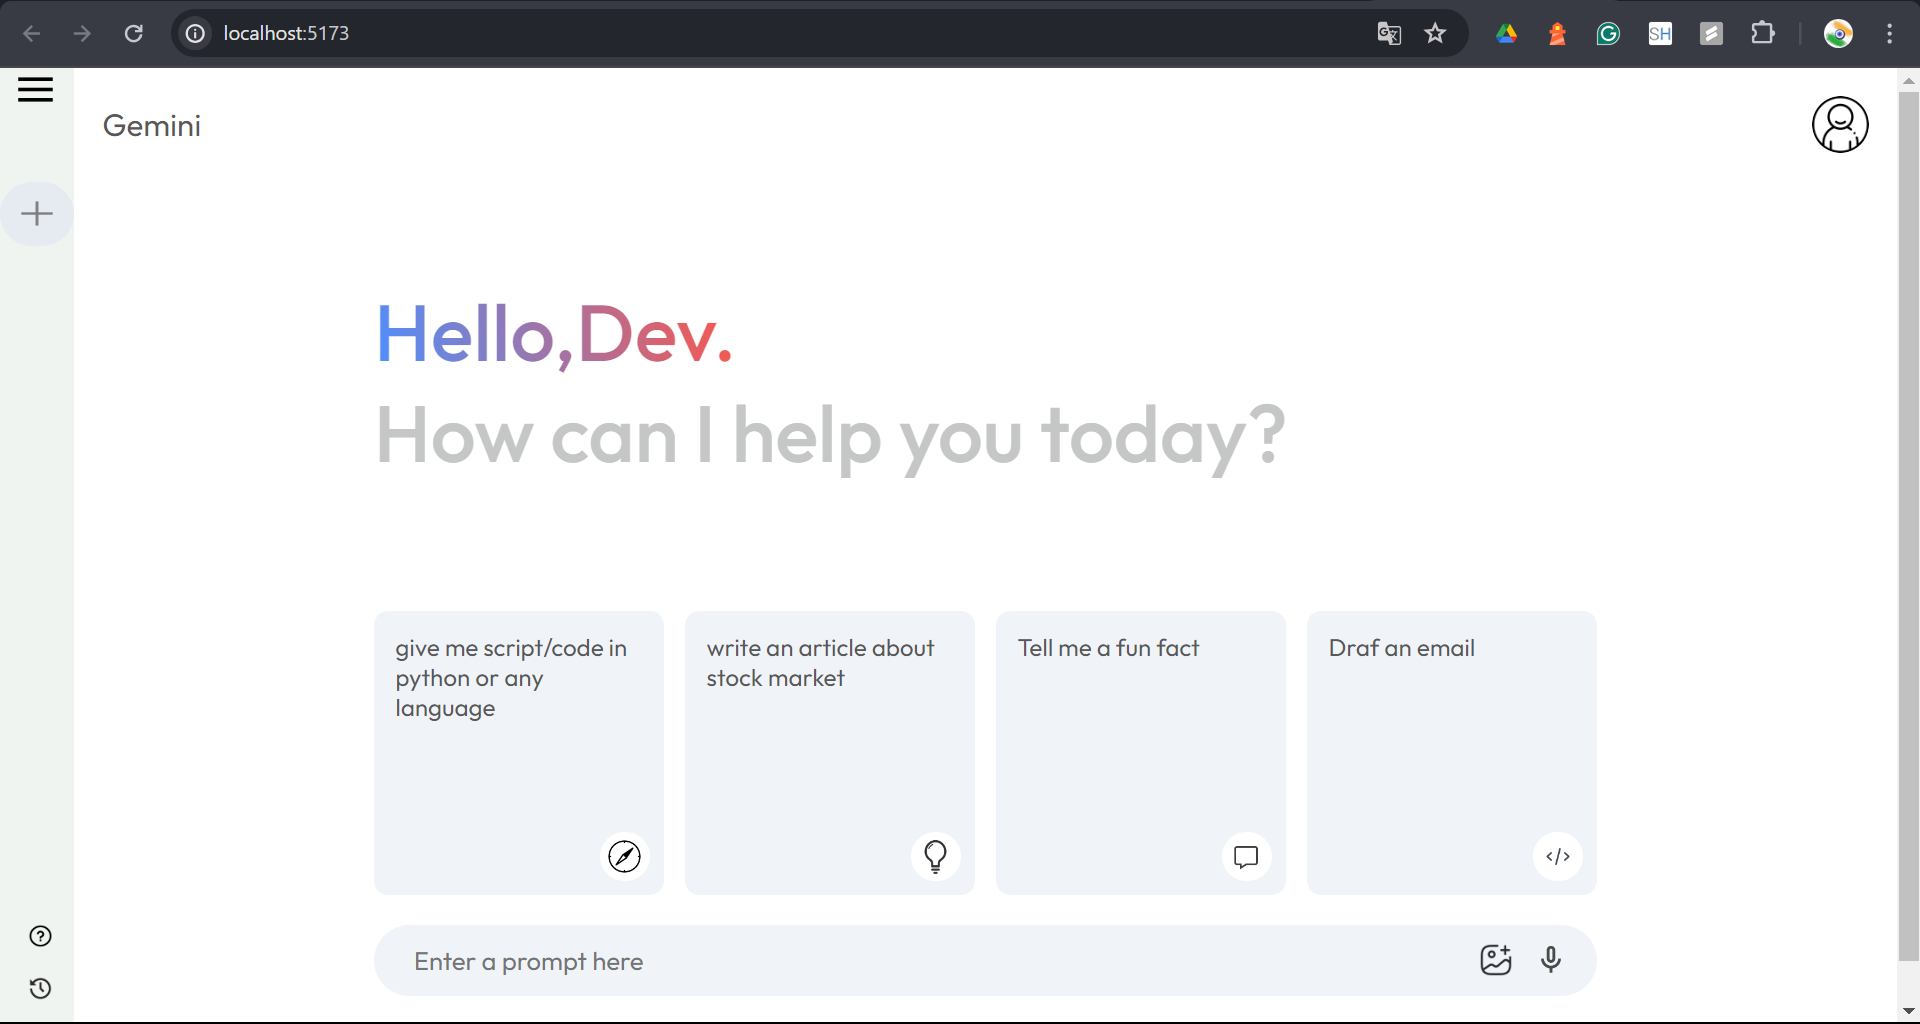 localhost:5173
SH
Gemini
Hello,Dev.
How can I help you today?
give me script/code in
python or any
language
write an article about
stock market
Tell me a fun fact
Draf an email
</>
Enter a prompt here